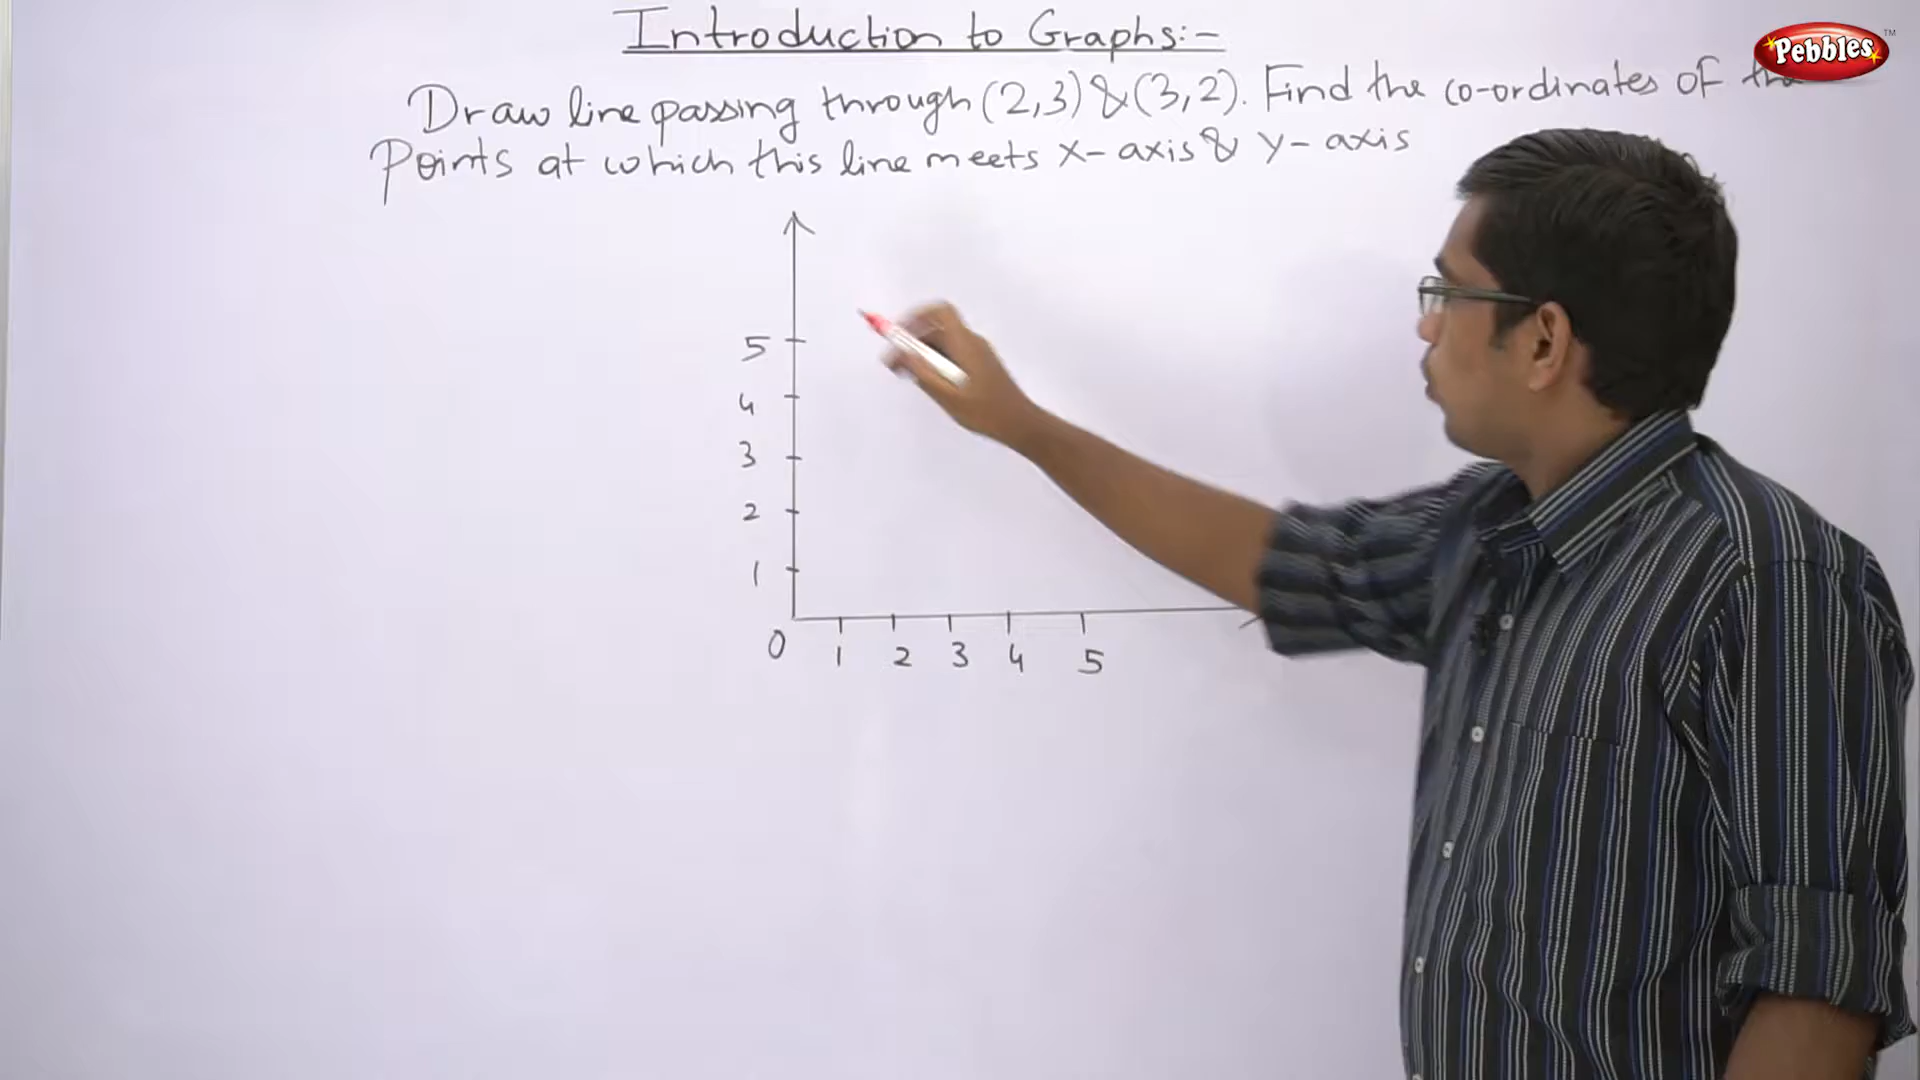 Introduction to Graphs:-
Pebbles™
Draw line passing through (2,3) & (3,2). Find the co-ordinates of the
Points at which this line meets x-axis & y-axis
5
4
3
2
1
0 1 2 3 4 5